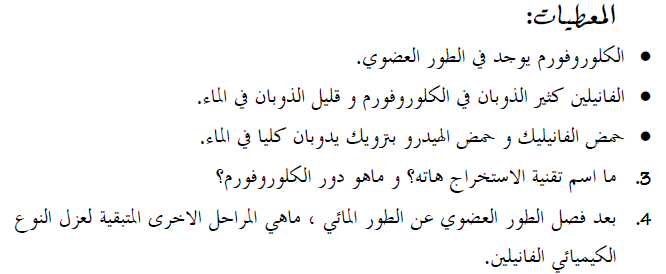 المعطيات:
● الكلوروفورم يوجد في الطور العضوي.
● الفانيلين كثير الذوبان في الكلوروفورم و قليل الذوبان في الماء.
● حمض الفانيليك و حمض الهيدرو بتزويك يدوبان كليا في الماء.
3. ما اسم تقنية الاستخراج هاته؟ و ماهو دور الكلوروفورم؟
4. بعد فصل الطور العضوي عن الطور المائي ، ماهي المراحل الاخرى المتبقية لعزل النوع
الكيميائي الفانيلين.